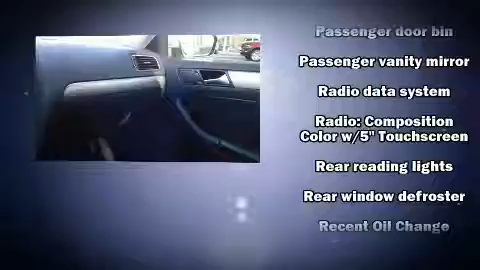 Passenger door bin
Passenger vanity mirror
Radio data system
Radio: Composition
Color w/5" Touchscreen
Rear reading lights
Rear window defroster
Recent Oil Change